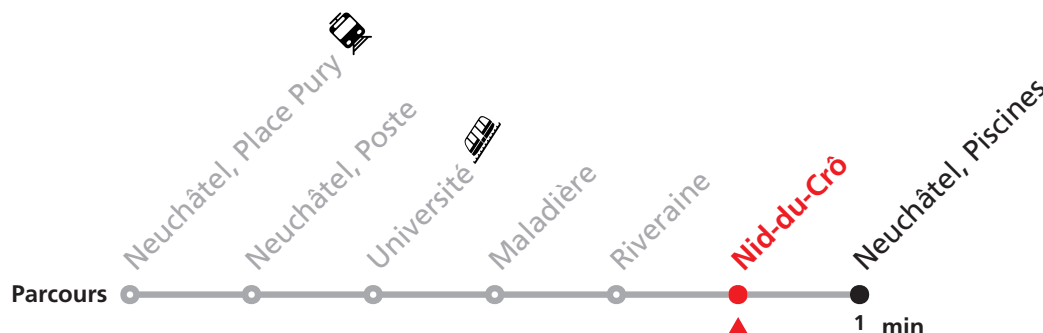 Neuchâtel, Place Pury
Neuchâtel, Poste
Université
Maladière
Riveraine
Nid-du-Crô
Neuchâtel, Piscines
Parcours
1 min